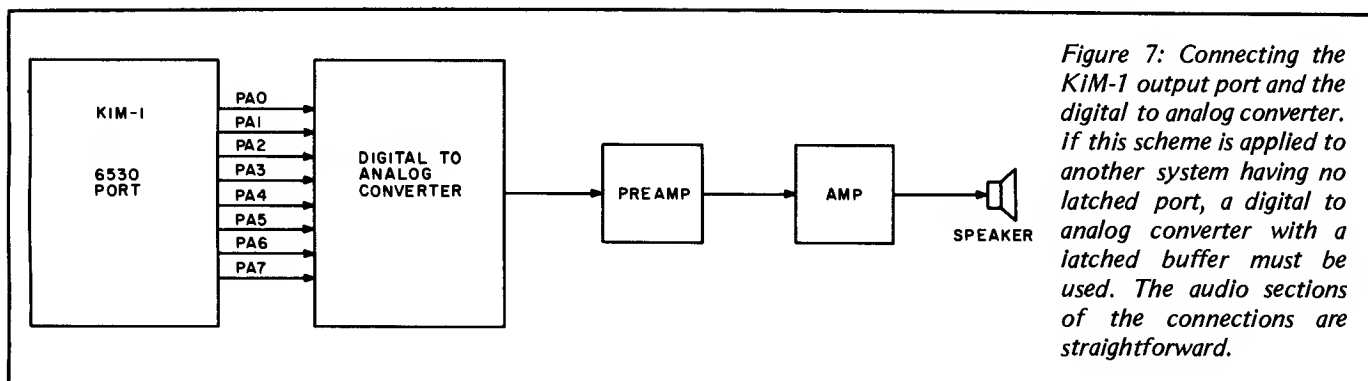 KIM-1
6530
PORT
PA0
PA1
PA2
PA3
PA4
PA5
PA6
PA7
DIGITAL TO
ANALOG
CONVERTER
PREAMP
AMP
SPEAKER
Figure 7: Connecting the
KIM-1 output port and the
digital to analog converter.
if this scheme is applied to
another system having no
latched port, a digital to
analog converter with a
latched buffer must be
used. The audio sections
of the connections are
straightforward.